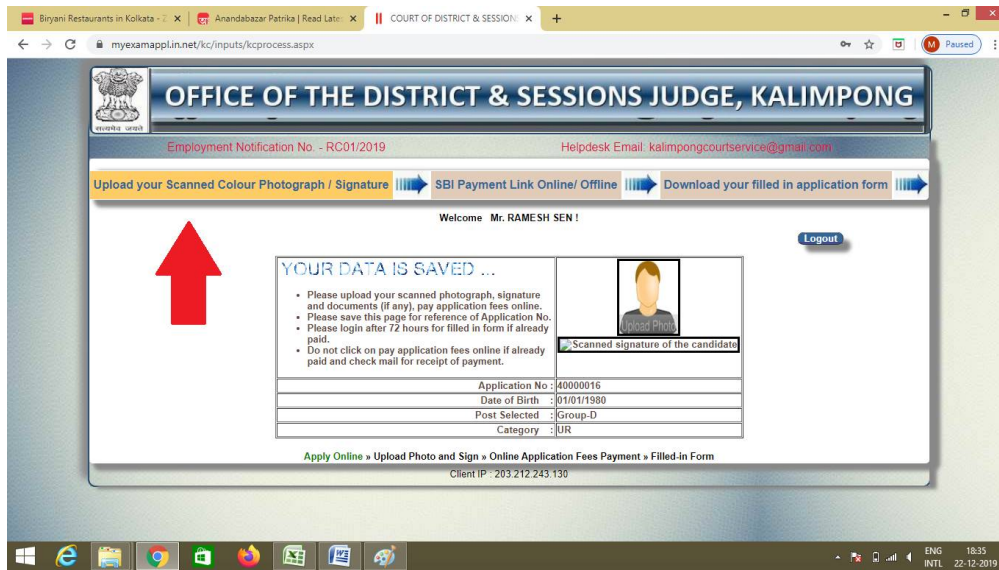 Biryani Restaurants in Kolkata - Z
Anandabazar Patrika | Read Late
COURT OF DISTRICT & SESSION
myexamappl.in.net/kc/inputs/kcprocess.aspx
M Paused
सत्यमेव जयते
OFFICE OF THE DISTRICT & SESSIONS JUDGE, KALIMPONG
Employment Notification No. - RC01/2019 Helpdesk Email: kalimpongcourtservice@gmail.com
Upload your Scanned Colour Photograph / Signature SBI Payment Link Online/ Offline Download your filled in application form
Welcome Mr. RAMESH SEN !
Logout
YOUR DATA IS SAVED ...
• Please upload your scanned photograph, signature
and documents (if any), pay application fees online.
• Please save this page for reference of Application No.
• Please login after 72 hours for filled in form if already
paid.
• Do not click on pay application fees online if already
paid and check mail for receipt of payment.
Upload Photo
Scanned signature of the candidate
Application No : 40000016
Date of Birth : 01/01/1980
Post Selected : Group-D
Category : UR
Apply Online » Upload Photo and Sign » Online Application Fees Payment » Filled-in Form
Client IP : 203.212.243.130
ENG 18:35
INTL 22-12-2019